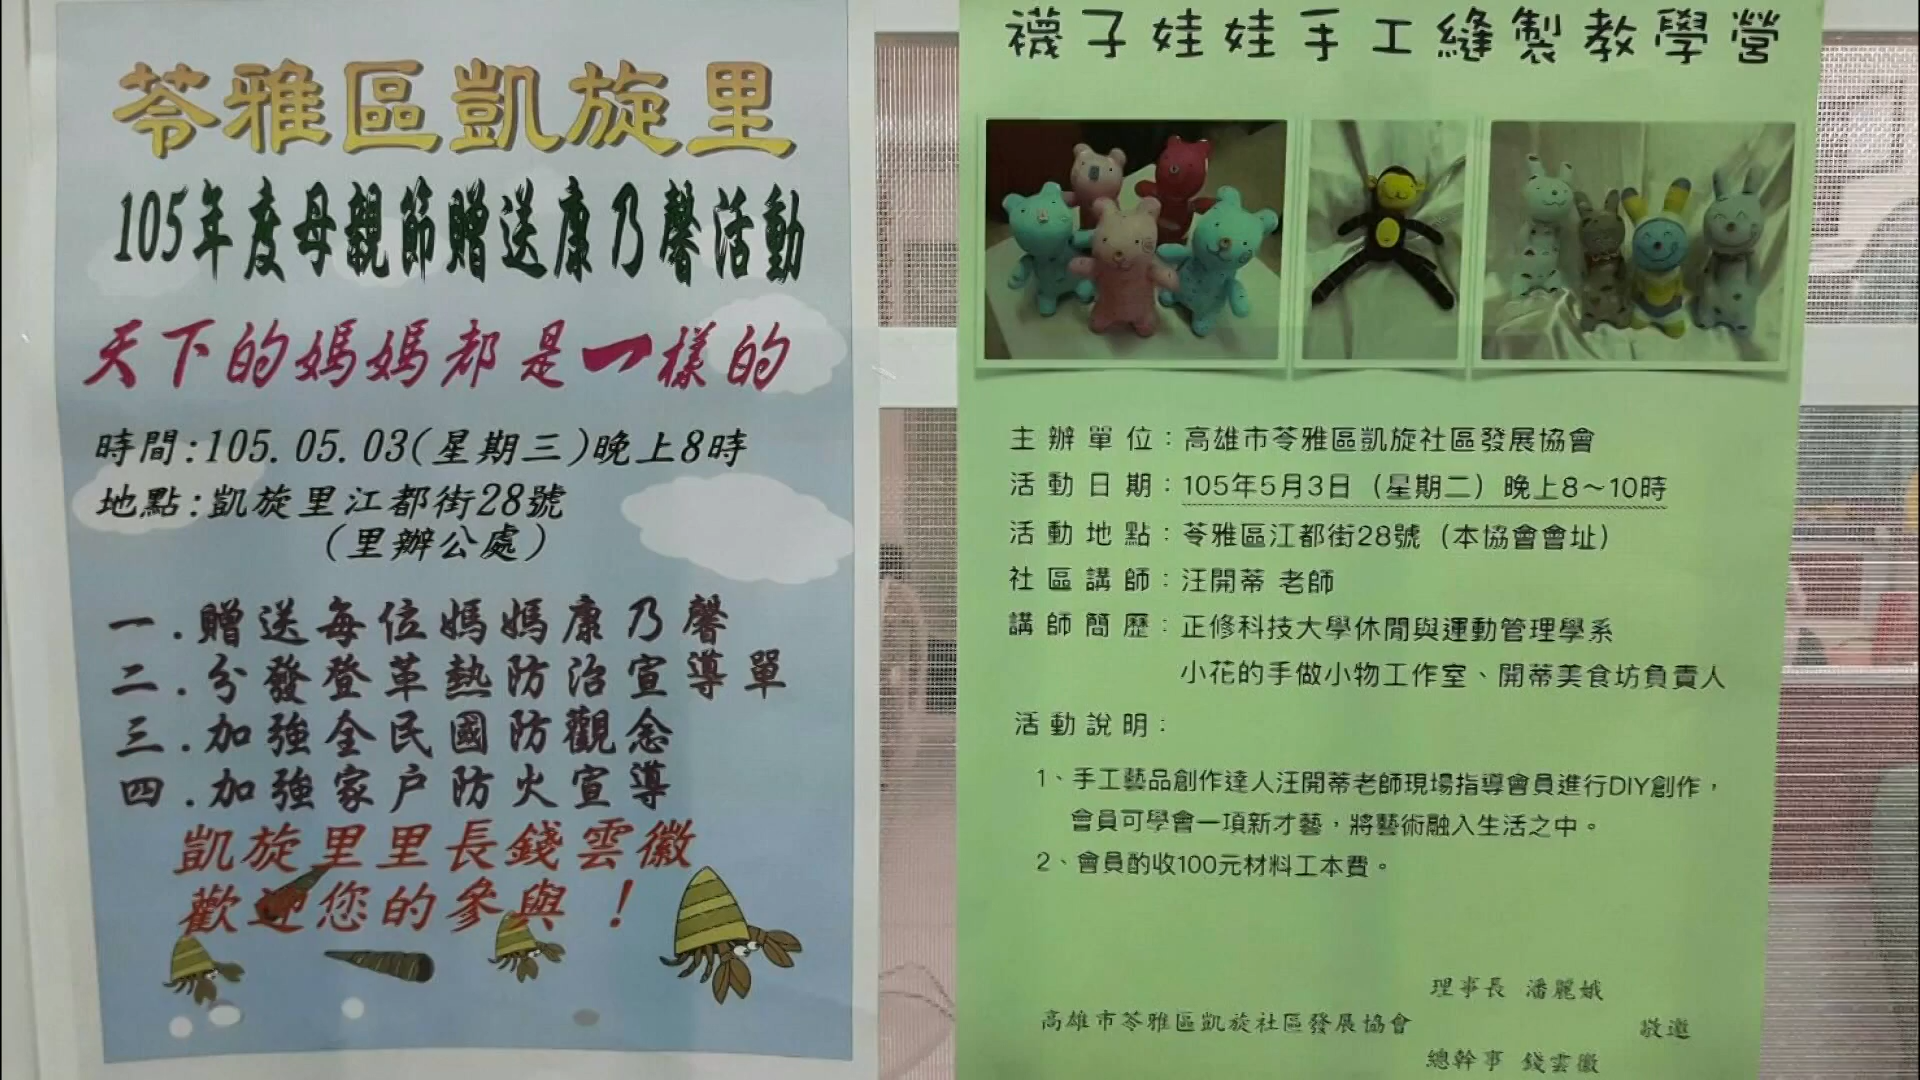 苓雅區凱旋里
105年度母親節贈送康乃馨活動
天下的媽媽都是一樣的
時間:105.05.03(星期三)晚上8時
地點:凱旋里江都街28號
(里辦公處)
一.贈送每位媽媽康乃馨
二.分發登革熱防治宣導單
三.加強全民國防觀念
四.加強家戶防火宣導
凱旋里里長錢雲徽
歡迎您的參與！
襪子娃娃手工縫製教學營
主辦單位：高雄市苓雅區凱旋社區發展協會
活動日期：105年5月3日（星期二）晚上8～10時
活動地點：苓雅區江都街28號（本協會會址）
社區講師：汪開蒂 老師
講師簡歷：正修科技大學休閒與運動管理學系
小花的手做小物工作室、開蒂美食坊負責人
活動說明：
1、手工藝品創作達人汪開蒂老師現場指導會員進行DIY創作，
會員可學會一項新才藝，將藝術融入生活之中。
2、會員酌收100元材料工本費。
理事長 潘麗娥
高雄市苓雅區凱旋社區發展協會 敬邀
總幹事 錢雲徽